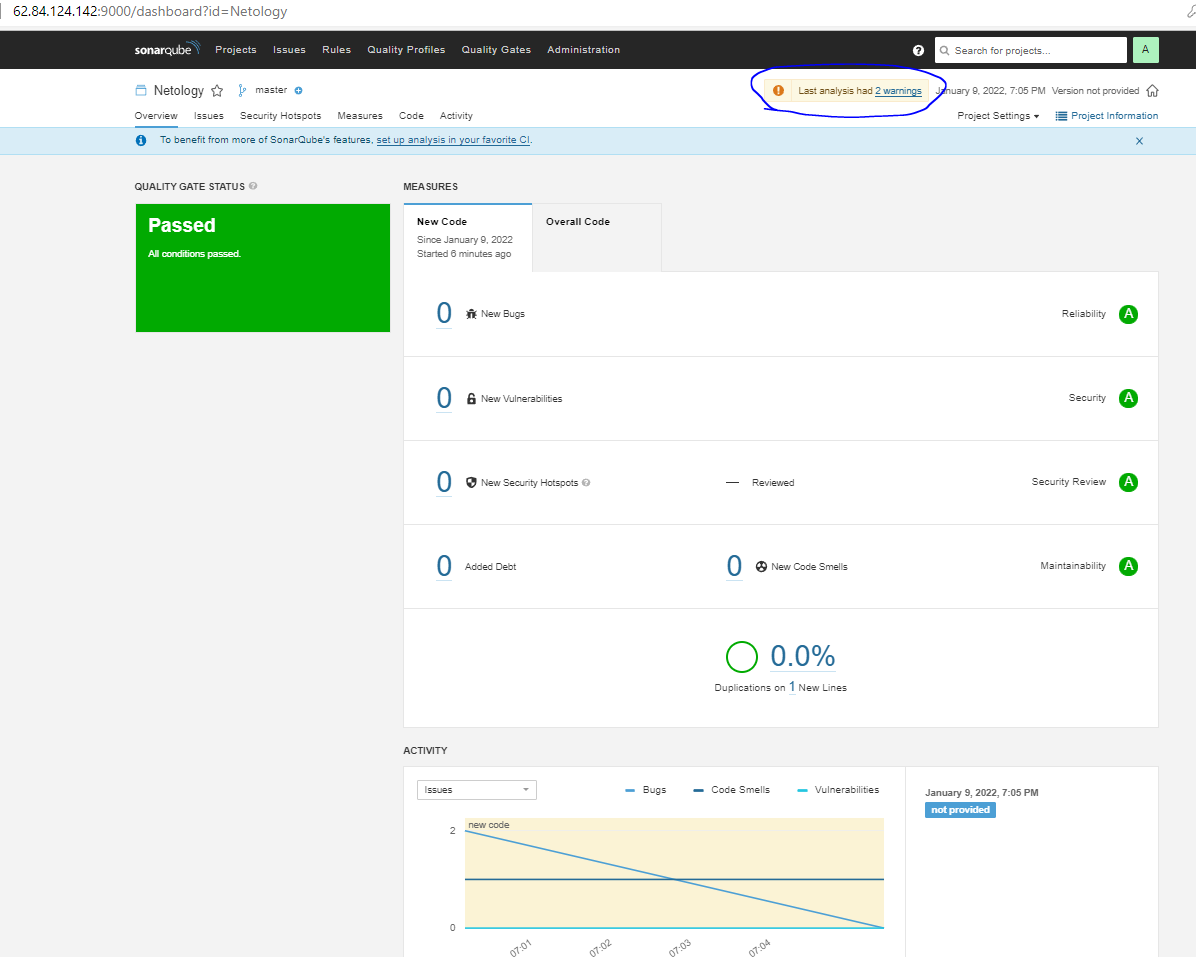 62.84.124.142:9000/dashboard?id=Netology
sonarqube Projects Issues Rules Quality Profiles Quality Gates Administration ? Search for projects... A
Netology master Last analysis had 2 warnings January 9, 2022, 7:05 PM Version not provided
Overview Issues Security Hotspots Measures Code Activity Project Settings Project Information
To benefit from more of SonarQube's features, set up analysis in your favorite CI.
QUALITY GATE STATUS ?
Passed
All conditions passed.
MEASURES
New Code
Since January 9, 2022
Started 6 minutes ago
Overall Code
0 New Bugs Reliability A
0 New Vulnerabilities Security A
0 New Security Hotspots ? — Reviewed Security Review A
0 Added Debt 0 New Code Smells Maintainability A
0.0%
Duplications on 1 New Lines
ACTIVITY
Issues Bugs Code Smells Vulnerabilities
new code
2
0
07:01 07:02 07:03 07:04
January 9, 2022, 7:05 PM
not provided